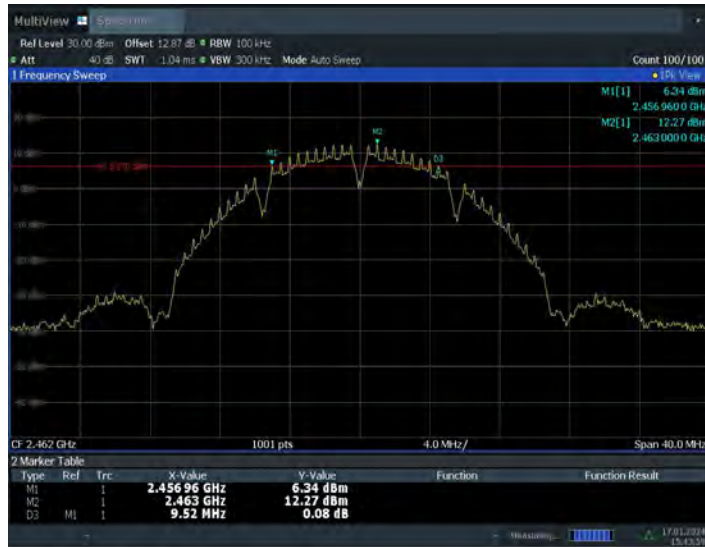 MultiView Spectrum
Ref Level 30.00 dBm Offset 12.87 dB RBW 100 kHz
Att 40 dB SWT 1.04 ms VBW 300 kHz Mode Auto Sweep Count 100/100
1 Frequency Sweep 1Pk View
M1[1] 6.34 dBm
2.456 960 0 GHz
M2[1] 12.27 dBm
2.463 000 0 GHz
M2
M1
D3
CF 2.462 GHz 1001 pts 4.0 MHz/ Span 40.0 MHz
2 Marker Table
Type Ref Trc X-Value Y-Value Function Function Result
M1 1 2.456 96 GHz 6.34 dBm
M2 1 2.463 GHz 12.27 dBm
D3 M1 1 9.52 MHz 0.08 dB
Measuring...